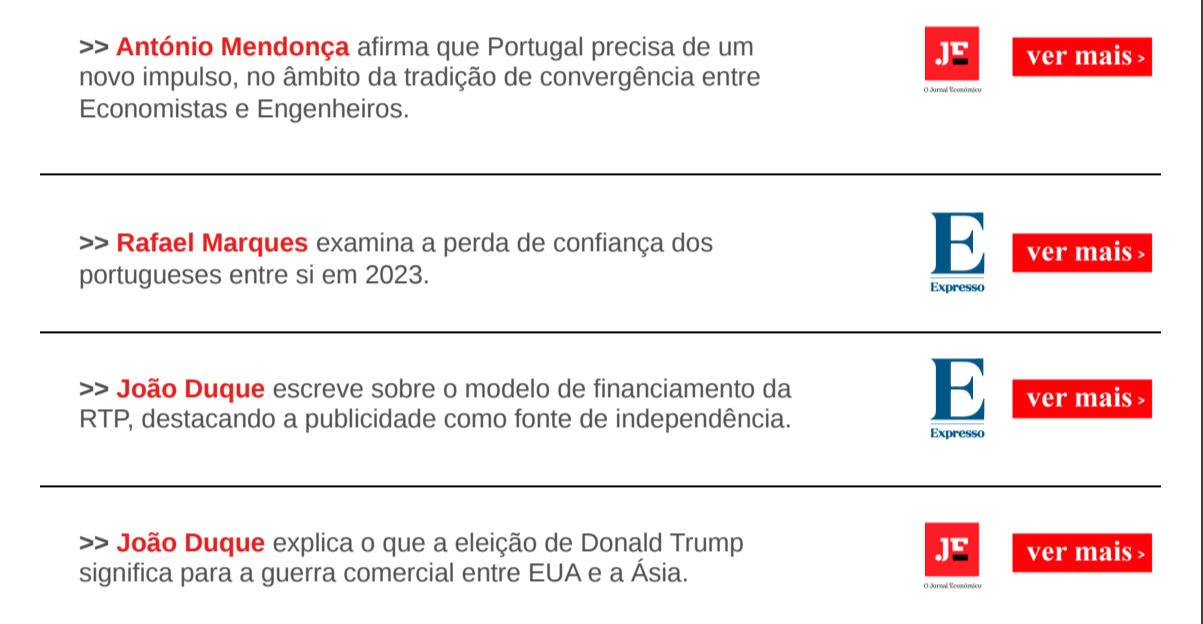 >> António Mendonça afirma que Portugal precisa de um
novo impulso, no âmbito da tradição de convergência entre
Economistas e Engenheiros.
JE
O Jornal Económico
ver mais >
>> Rafael Marques examina a perda de confiança dos
portugueses entre si em 2023.
E
Expresso
ver mais >
>> João Duque escreve sobre o modelo de financiamento da
RTP, destacando a publicidade como fonte de independência.
E
Expresso
ver mais >
>> João Duque explica o que a eleição de Donald Trump
significa para a guerra comercial entre EUA e a Ásia.
JE
O Jornal Económico
ver mais >